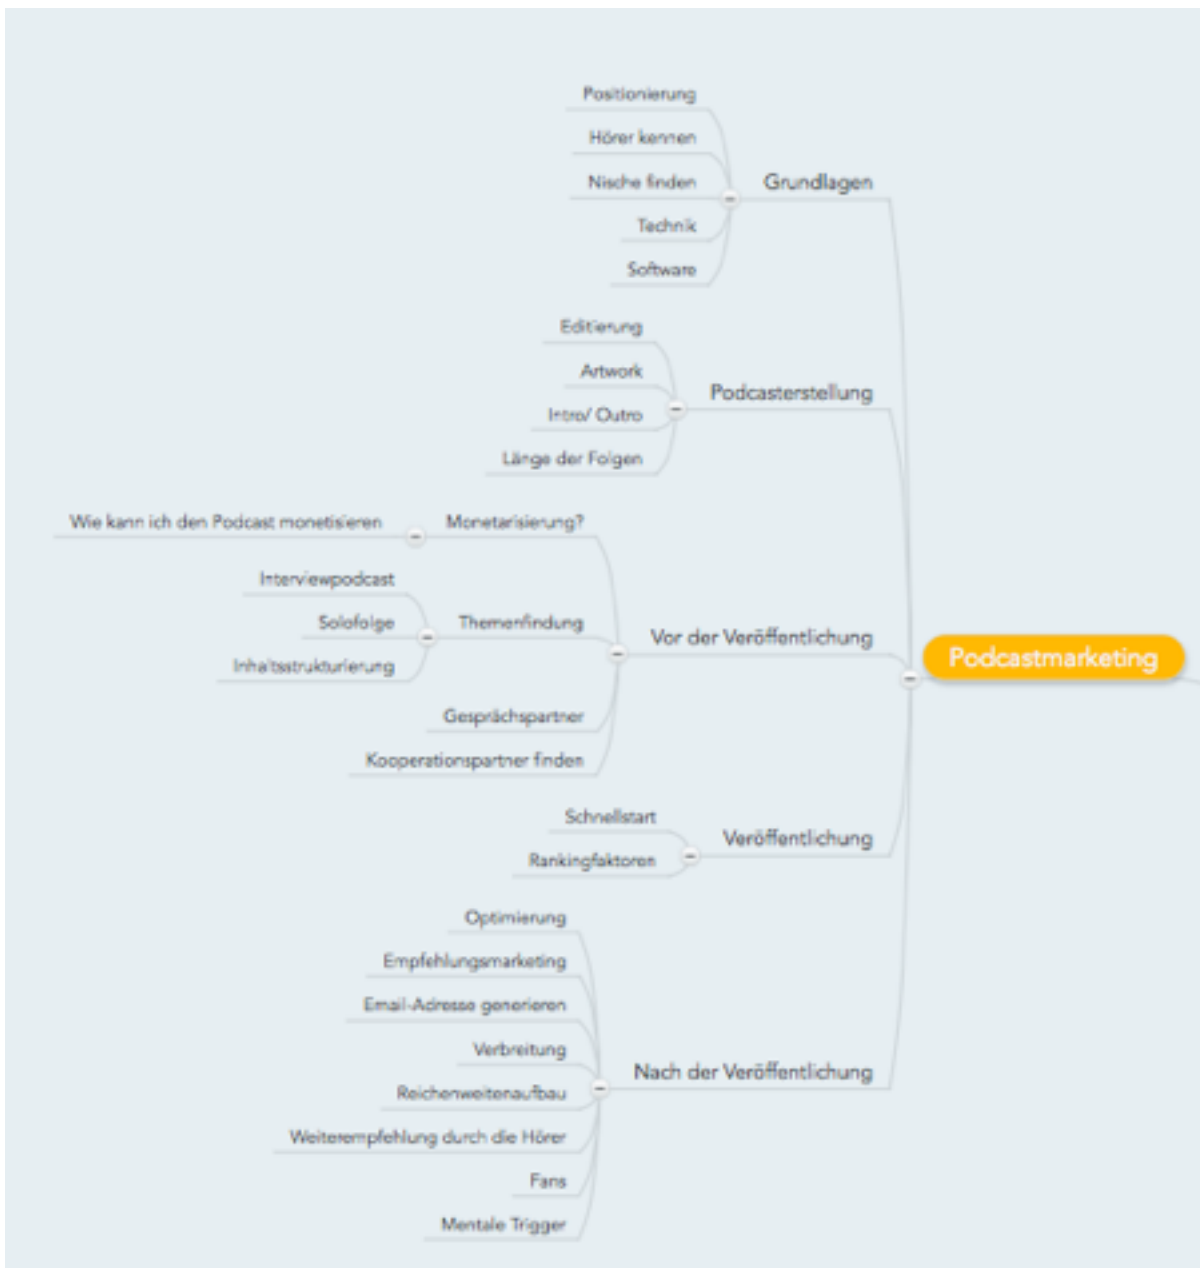 Positionierung
Hörer kennen
Nische finden
Technik
Software
Grundlagen
Editierung
Artwork
Intro/ Outro
Länge der Folgen
Podcasterstellung
Wie kann ich den Podcast monetisieren
Monetarisierung?
Interviewpodcast
Solofolge
Inhaltsstrukturierung
Themenfindung
Gesprächspartner
Kooperationspartner finden
Vor der Veröffentlichung
Podcastmarketing
Schnellstart
Rankingfaktoren
Veröffentlichung
Optimierung
Empfehlungsmarketing
Email-Adresse generieren
Verbreitung
Reichenweitenaufbau
Weiterempfehlung durch die Hörer
Fans
Mentale Trigger
Nach der Veröffentlichung